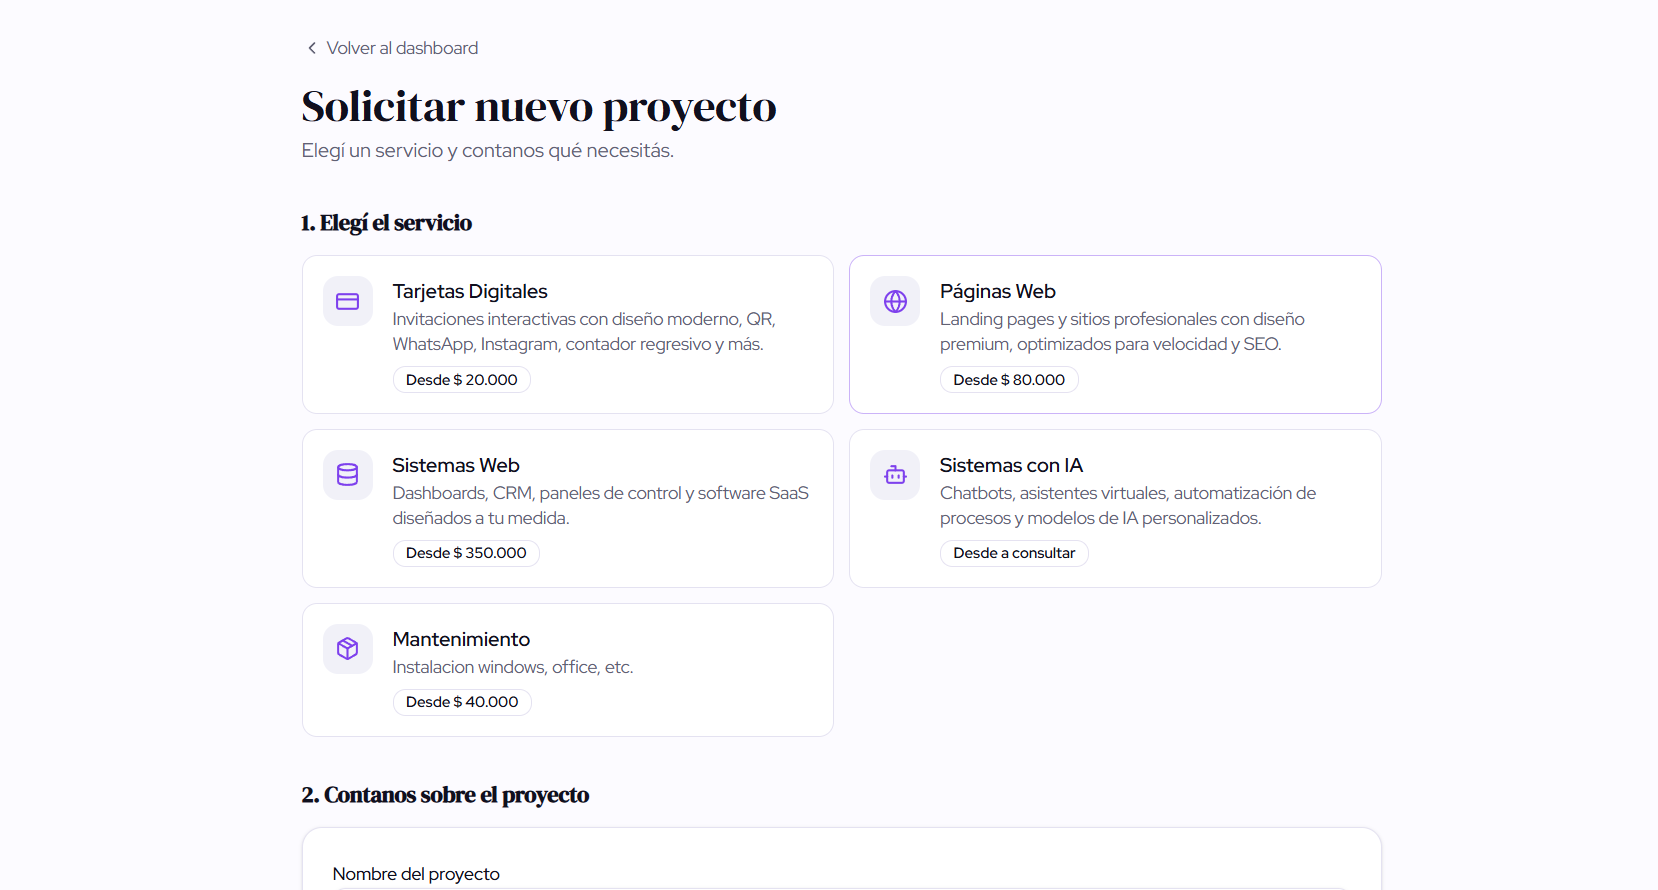 Volver al dashboard
Solicitar nuevo proyecto
Elegí un servicio y contanos qué necesitás.
1. Elegí el servicio
Tarjetas Digitales
Invitaciones interactivas con diseño moderno, QR,
WhatsApp, Instagram, contador regresivo y más.
Desde $ 20.000
Páginas Web
Landing pages y sitios profesionales con diseño
premium, optimizados para velocidad y SEO.
Desde $ 80.000
Sistemas Web
Dashboards, CRM, paneles de control y software SaaS
diseñados a tu medida.
Desde $ 350.000
Sistemas con IA
Chatbots, asistentes virtuales, automatización de
procesos y modelos de IA personalizados.
Desde a consultar
Mantenimiento
Instalacion windows, office, etc.
Desde $ 40.000
2. Contanos sobre el proyecto
Nombre del proyecto